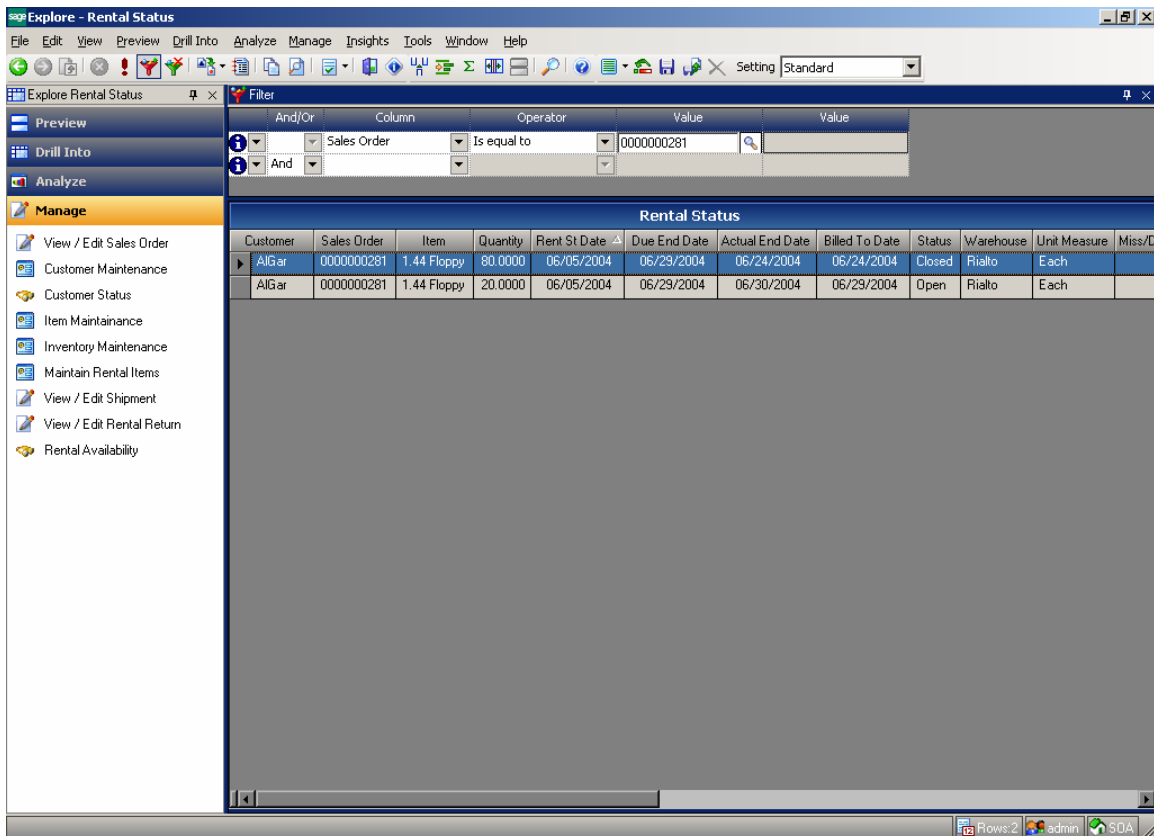 sage Explore - Rental Status
File Edit View Preview Drill Into Analyze Manage Insights Tools Window Help
Setting Standard
Explore Rental Status
Filter
Preview
Drill Into
Analyze
Manage
View / Edit Sales Order
Customer Maintenance
Customer Status
Item Maintainance
Inventory Maintenance
Maintain Rental Items
View / Edit Shipment
View / Edit Rental Return
Rental Availability
And/Or Column Operator Value Value
Sales Order Is equal to 0000000281
And
Rental Status
Customer Sales Order Item Quantity Rent St Date Due End Date Actual End Date Billed To Date Status Warehouse Unit Measure Miss/D
AlGar 0000000281 1.44 Floppy 80.0000 06/05/2004 06/29/2004 06/24/2004 06/24/2004 Closed Rialto Each
AlGar 0000000281 1.44 Floppy 20.0000 06/05/2004 06/29/2004 06/30/2004 06/29/2004 Open Rialto Each
Rows:2 admin SOA